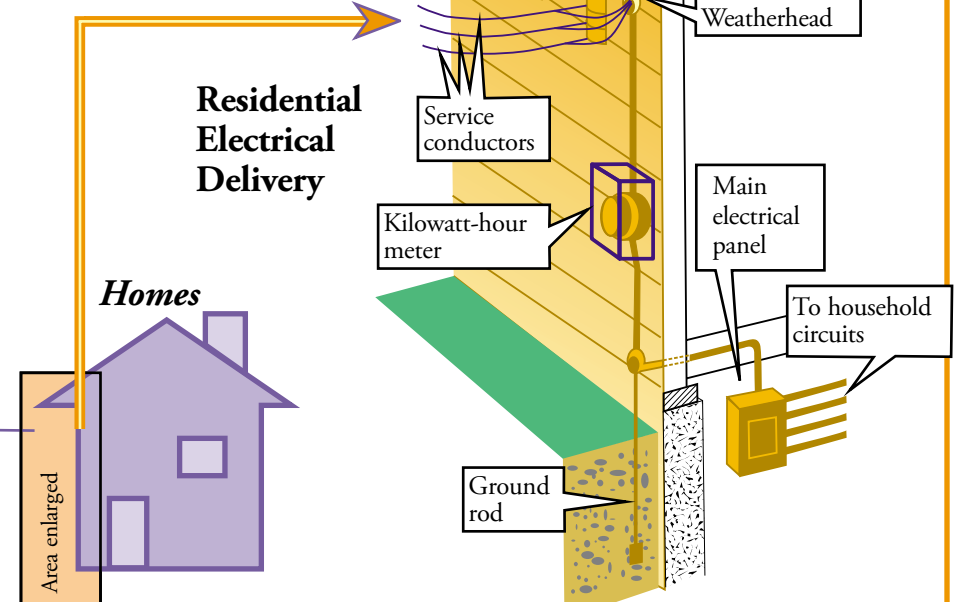 Weatherhead
Residential
Electrical
Delivery
Service
conductors
Kilowatt-hour
meter
Main
electrical
panel
To household
circuits
Homes
Area enlarged
Ground
rod